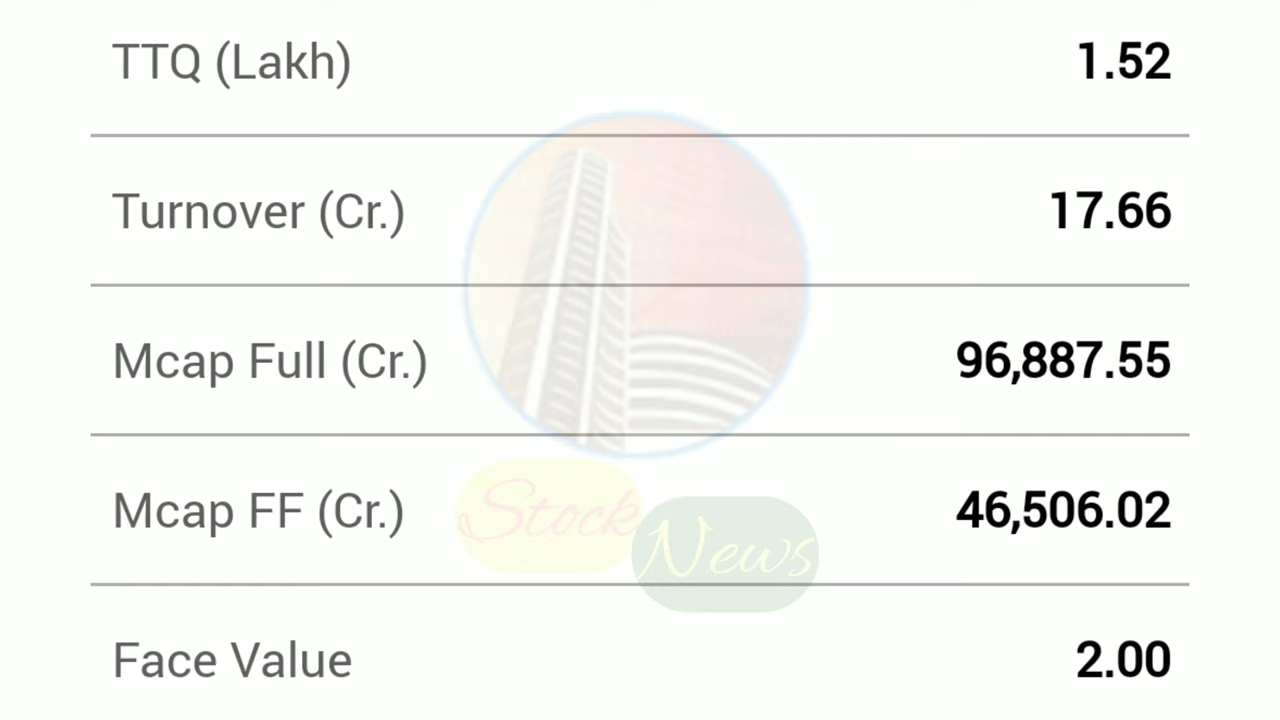 TTQ (Lakh) 1.52
Turnover (Cr.) 17.66
Mcap Full (Cr.) 96,887.55
Mcap FF (Cr.) 46,506.02
Stock
News
Face Value 2.00